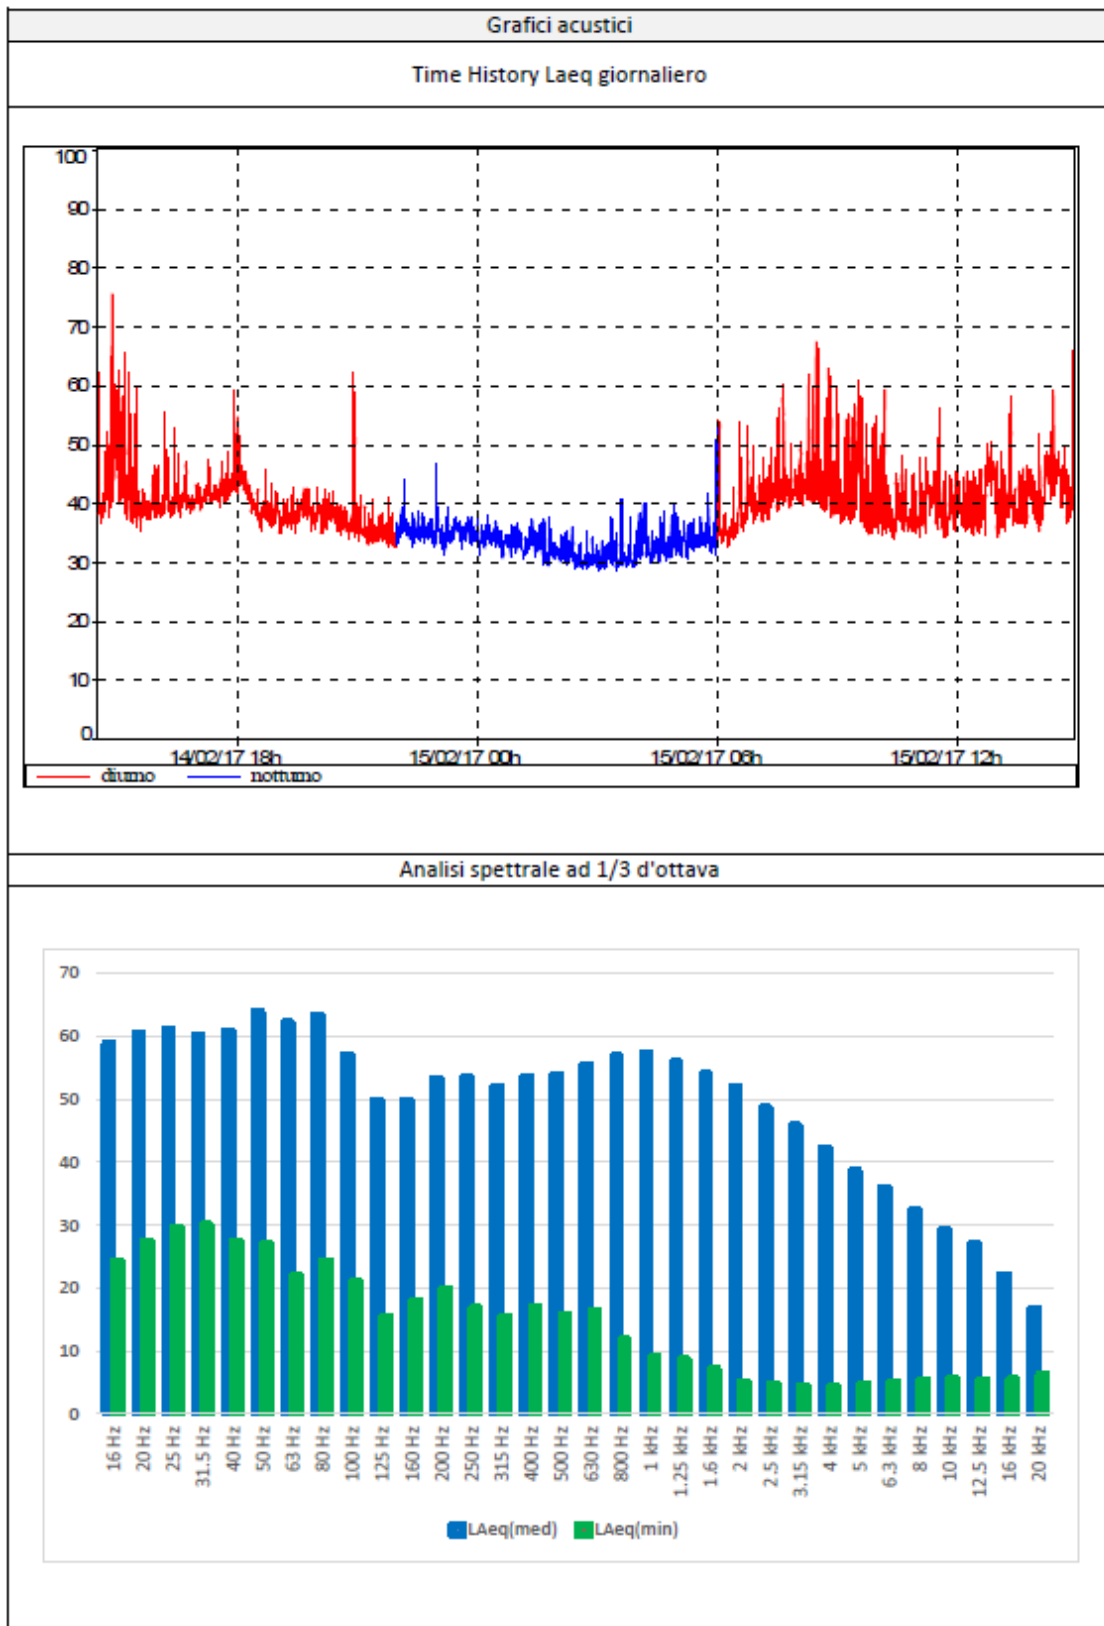 Grafici acustici
Time History Laeq giornaliero
100
90
80
70
60
50
40
30
20
10
0
14/02/17 18h 15/02/17 00h 15/02/17 06h 15/02/17 12h
diurno notturno
Analisi spettrale ad 1/3 d'ottava
70
60
50
40
30
20
10
0
16 Hz 20 Hz 25 Hz 31.5 Hz 40 Hz 50 Hz 63 Hz 80 Hz 100 Hz 125 Hz 160 Hz 200 Hz 250 Hz 315 Hz 400 Hz 500 Hz 630 Hz 800 Hz 1 kHz 1.25 kHz 1.6 kHz 2 kHz 2.5 kHz 3.15 kHz 4 kHz 5 kHz 6.3 kHz 8 kHz 10 kHz 12.5 kHz 16 kHz 20 kHz
LAeq(med) LAeq(min)